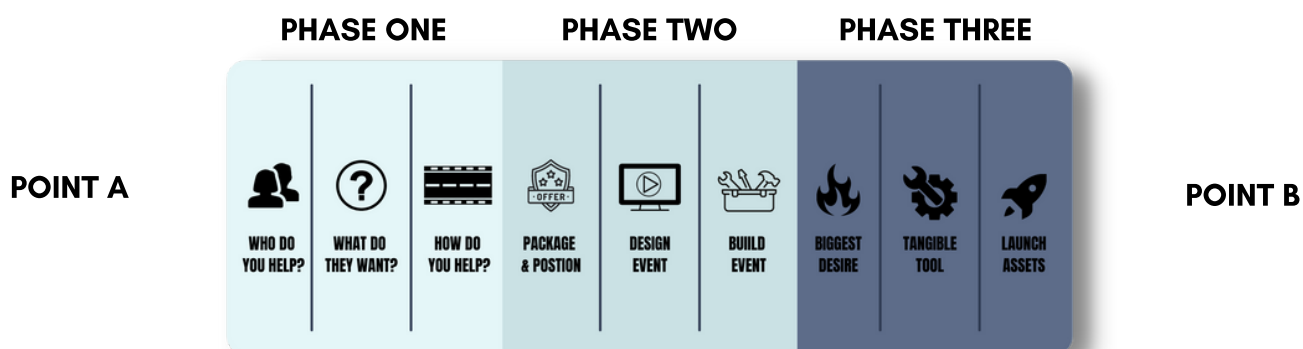 PHASE ONE
PHASE TWO
PHASE THREE
POINT A
WHO DO
YOU HELP?
WHAT DO
THEY WANT?
HOW DO
YOU HELP?
OFFER
PACKAGE
& POSTION
DESIGN
EVENT
BUIILD
EVENT
BIGGEST
DESIRE
TANGIBLE
TOOL
LAUNCH
ASSETS
POINT B